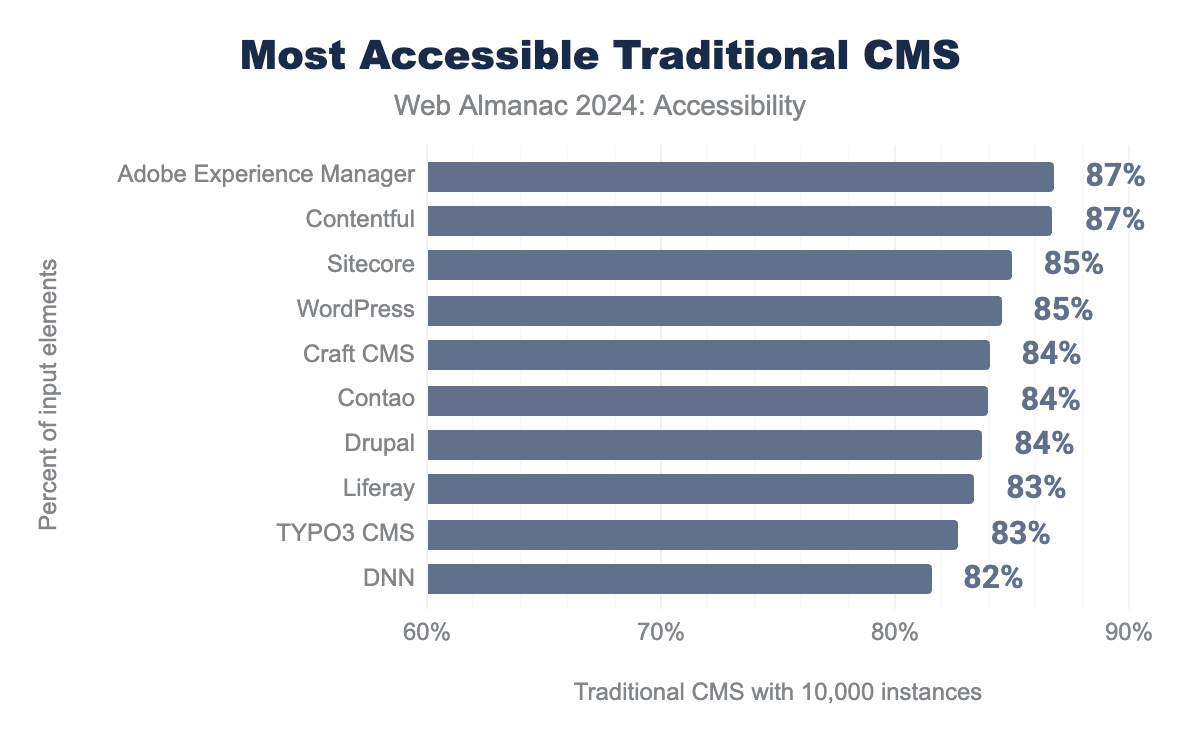 Most Accessible Traditional CMS
Web Almanac 2024: Accessibility
Percent of input elements
Adobe Experience Manager 87%
Contentful 87%
Sitecore 85%
WordPress 85%
Craft CMS 84%
Contao 84%
Drupal 84%
Liferay 83%
TYPO3 CMS 83%
DNN 82%
60% 70% 80% 90%
Traditional CMS with 10,000 instances